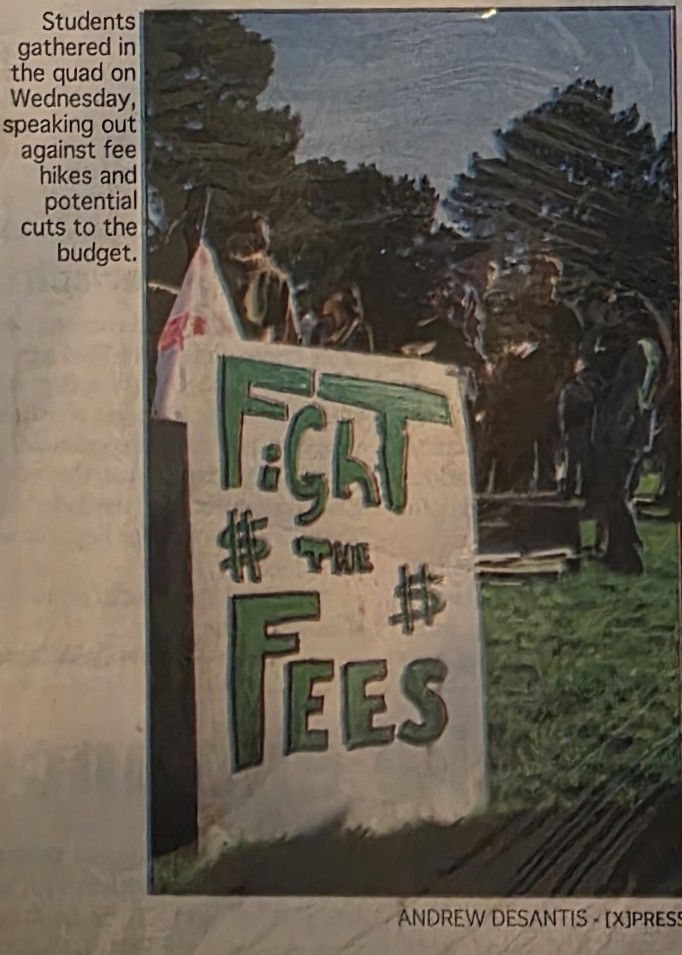 Students
gathered in
the quad on
Wednesday,
speaking out
against fee
hikes and
potential
cuts to the
budget.
FiGhT
$ THE
$
FEES
ANDREW DESANTIS - [X]PRESS